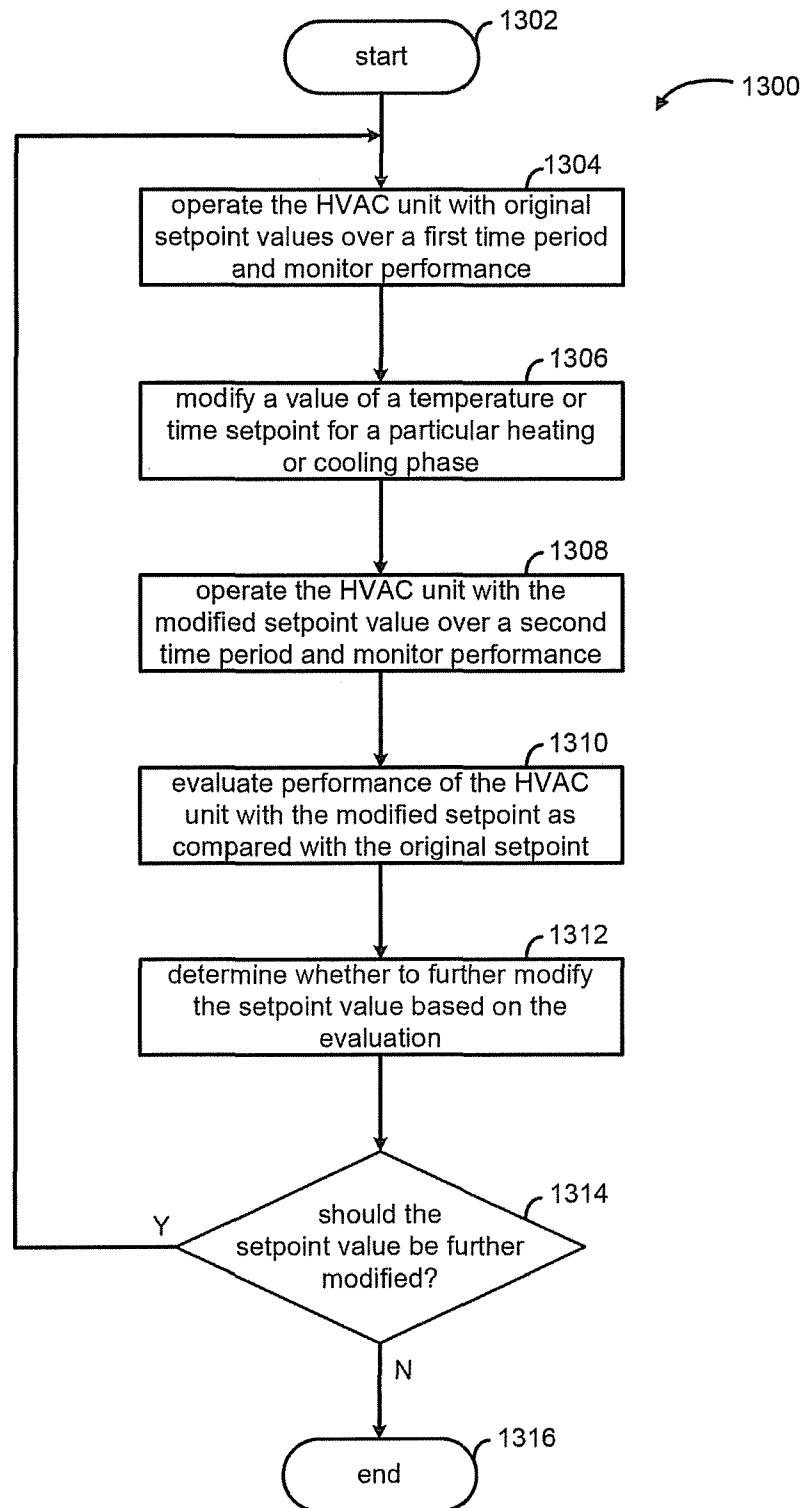 1302
start
1300
1304
operate the HVAC unit with original
setpoint values over a first time period
and monitor performance
1306
modify a value of a temperature or
time setpoint for a particular heating
or cooling phase
1308
operate the HVAC unit with the
modified setpoint value over a second
time period and monitor performance
1310
evaluate performance of the HVAC
unit with the modified setpoint as
compared with the original setpoint
1312
determine whether to further modify
the setpoint value based on the
evaluation
1314
should the
setpoint value be further
modified?
Y
N
1316
end